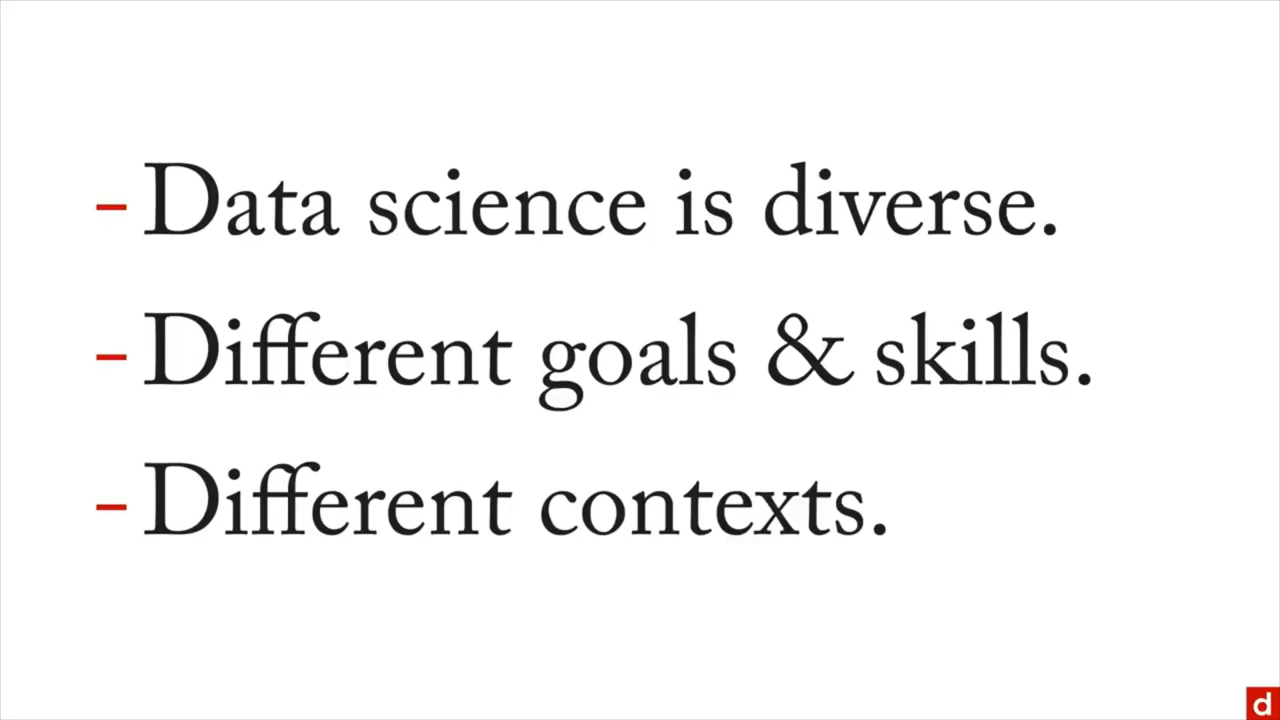 – Data science is diverse.
– Different goals & skills.
– Different contexts.
d